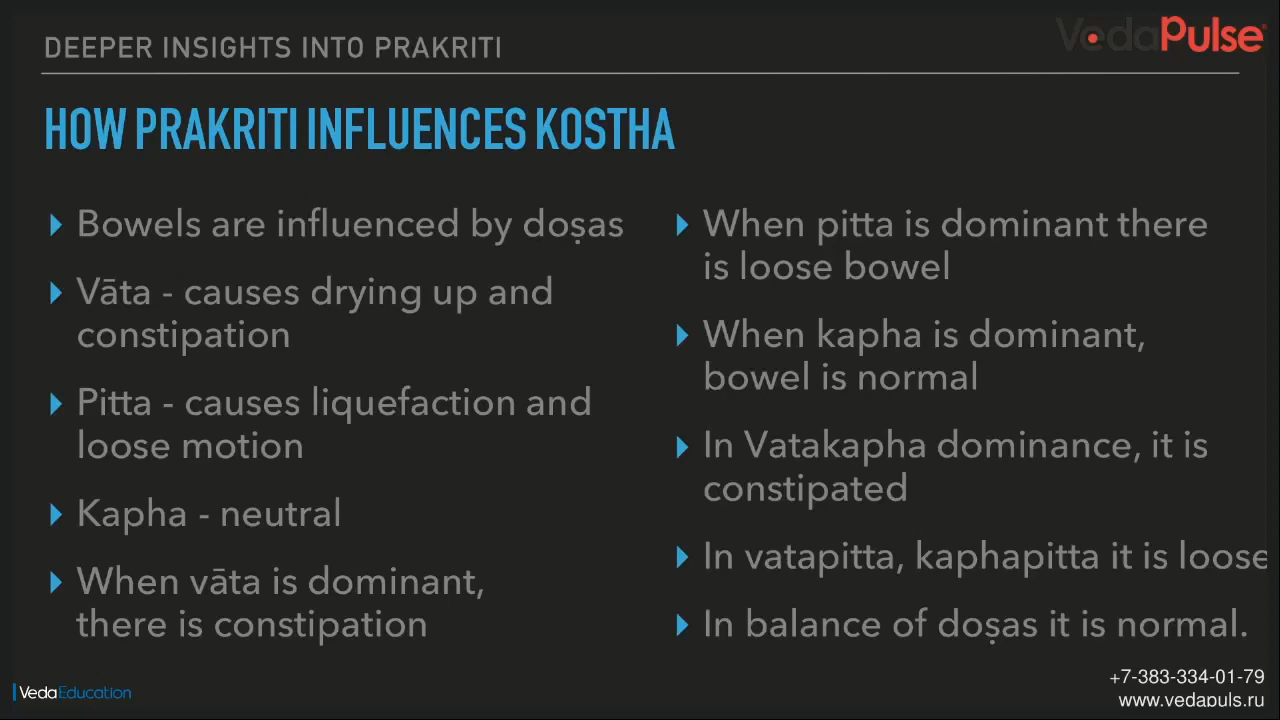 DEEPER INSIGHTS INTO PRAKRITI
VedaPulse®
HOW PRAKRITI INFLUENCES KOSTHA
Bowels are influenced by doṣas
Vāta - causes drying up and
constipation
Pitta - causes liquefaction and
loose motion
Kapha - neutral
When vāta is dominant,
there is constipation
When pitta is dominant there
is loose bowel
When kapha is dominant,
bowel is normal
In Vatakapha dominance, it is
constipated
In vatapitta, kaphapitta it is loose
In balance of doṣas it is normal.
VedaEducation
+7-383-334-01-79
www.vedapuls.ru